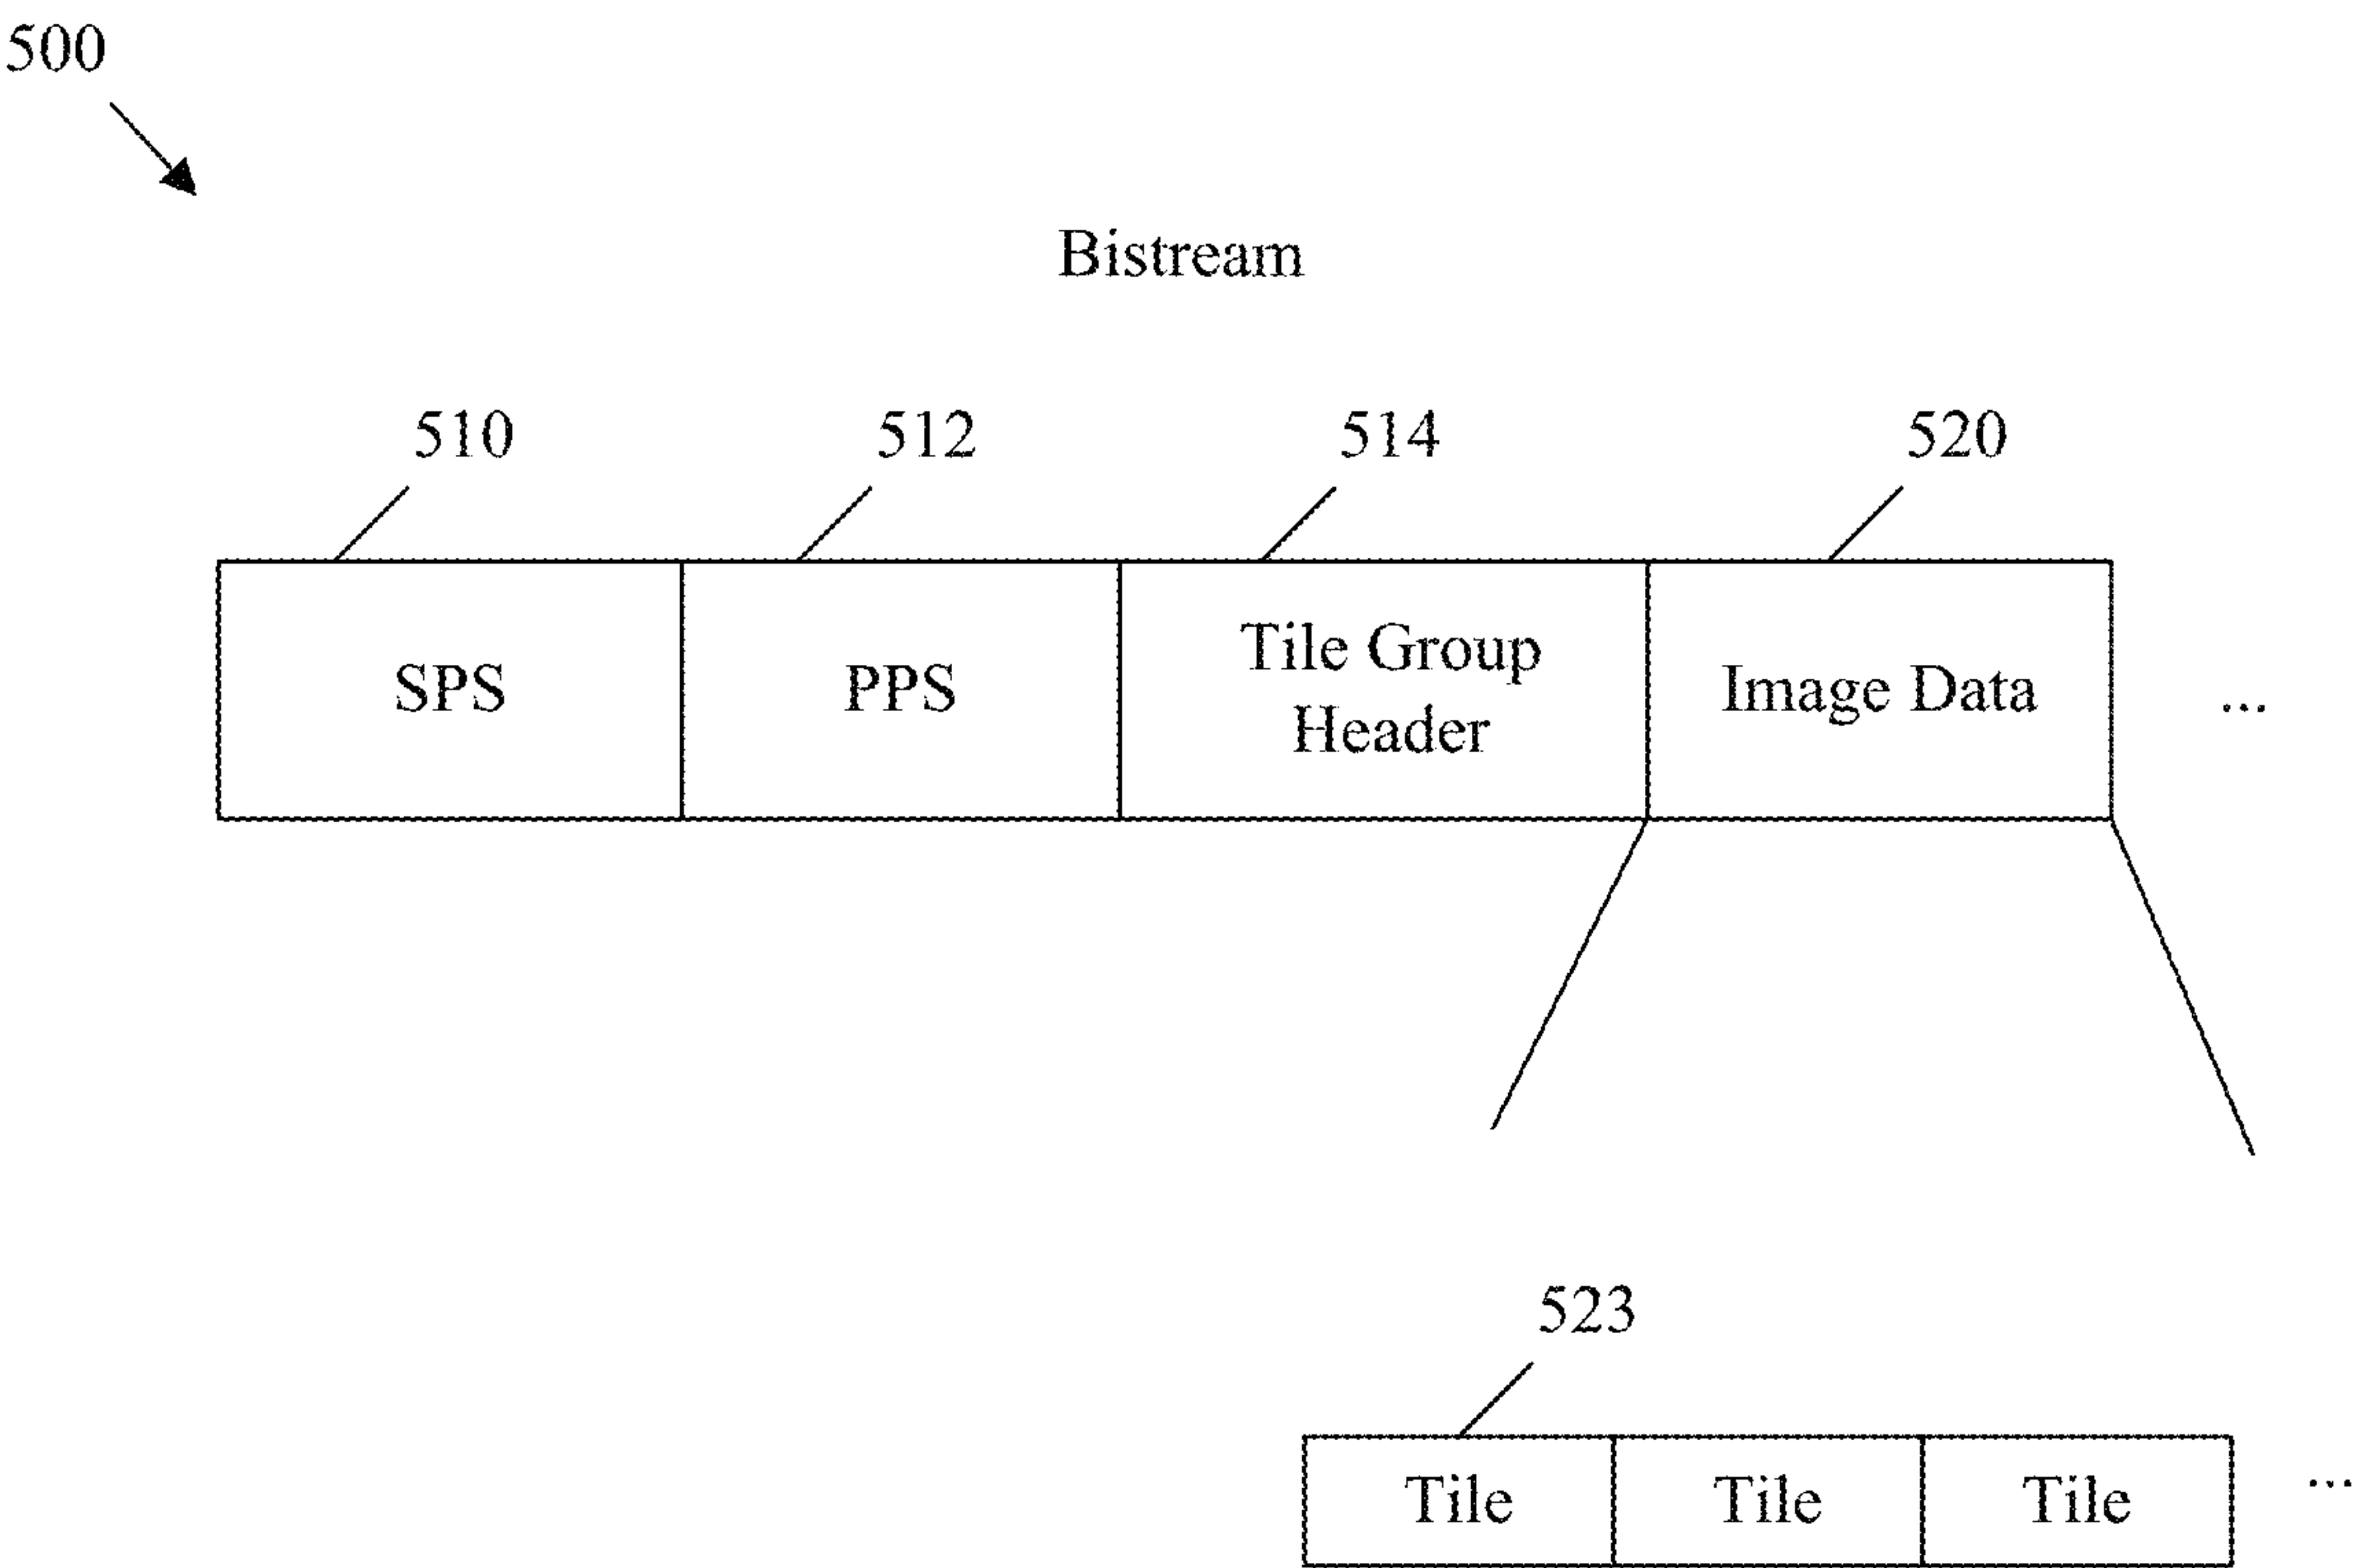 500
Bistream
510 512 514 520
SPS PPS Tile Group Header Image Data ...
523
Tile Tile Tile ...